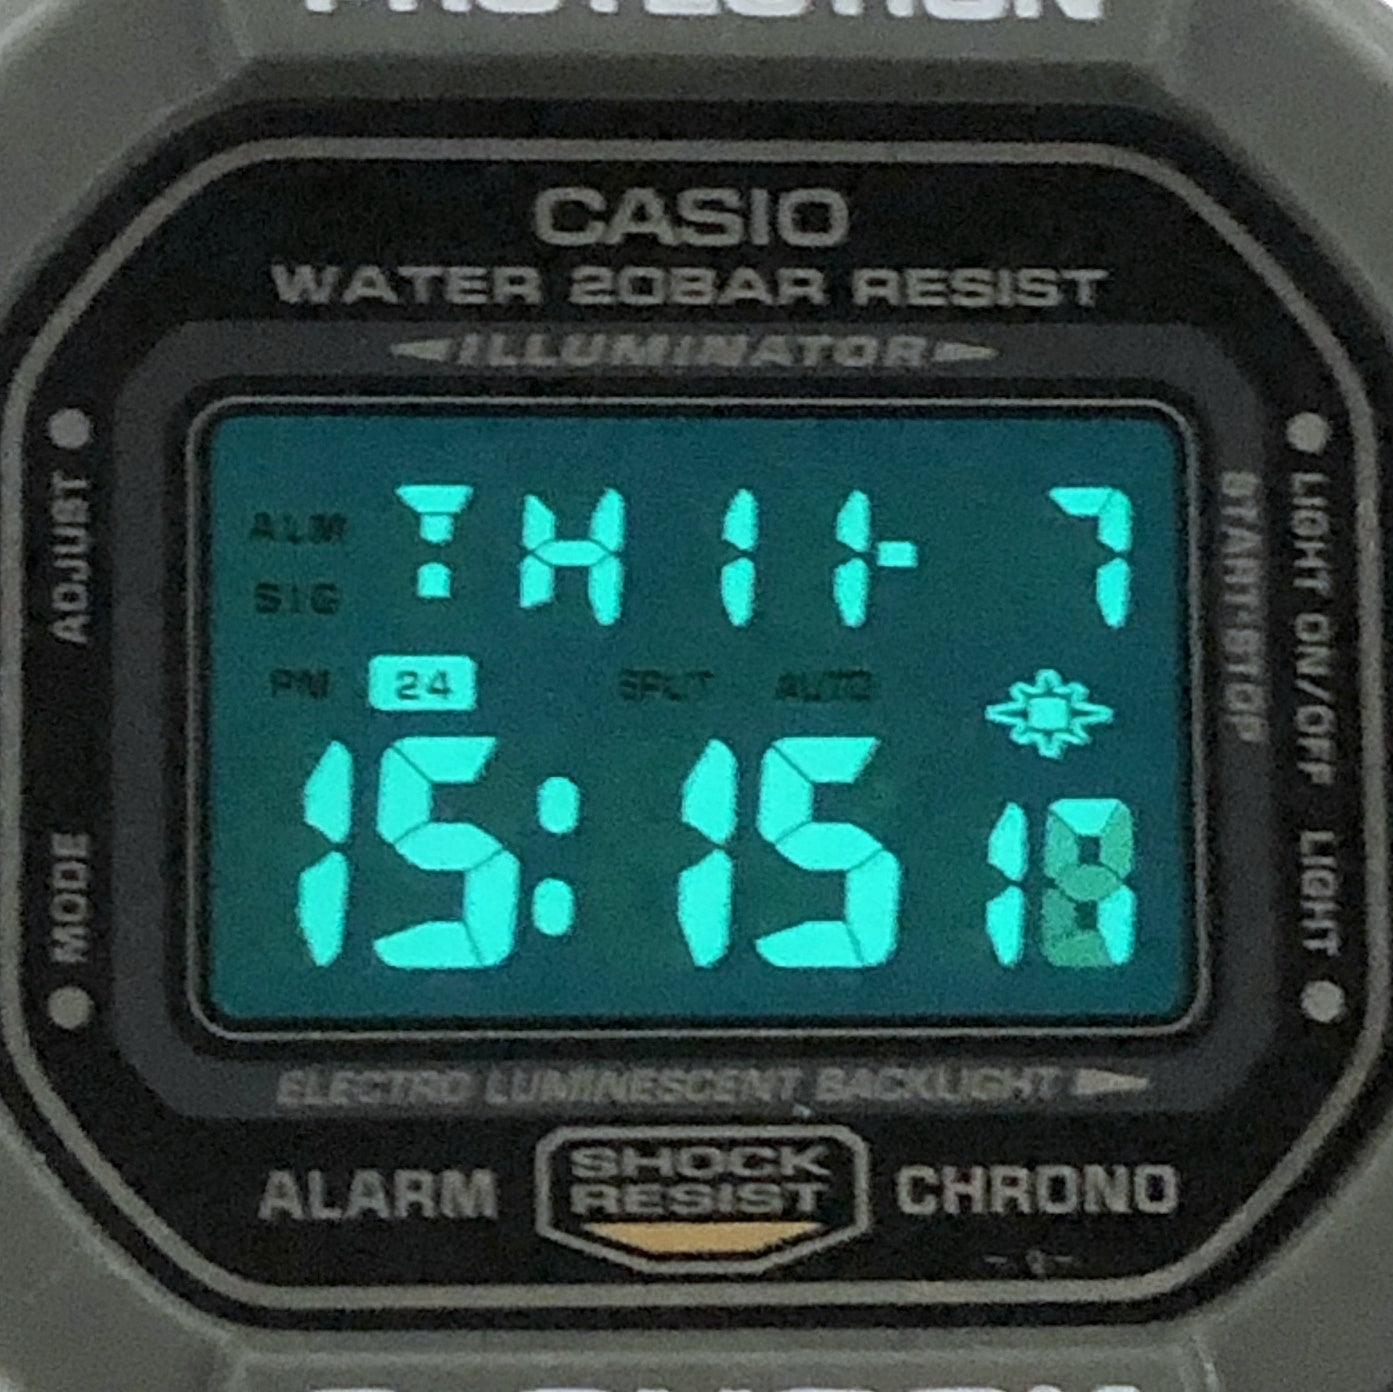 PROTECTION
CASIO
WATER 20BAR RESIST
ILLUMINATOR
ADJUST
MODE
LIGHT ON/OFF
LIGHT
START·STOP
ALM
SIG
TH 11-7
PM 24 SPLIT AUTO
15:15
ELECTRO LUMINESCENT BACKLIGHT
ALARM
SHOCK
RESIST
CHRONO